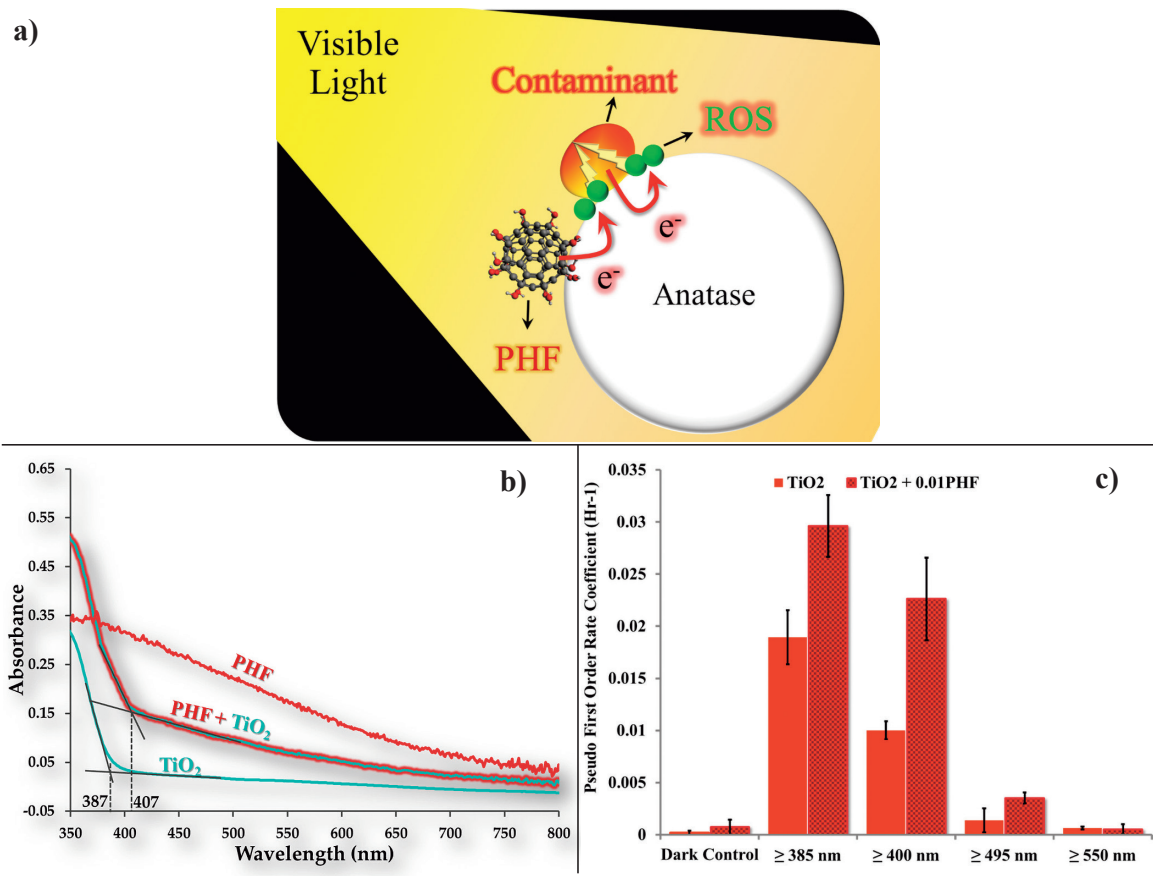 a)
Visible
Light
Contaminant
ROS
e-
e-
Anatase
PHF
b)
0.65
0.55
0.45
0.35
0.25
0.15
0.05
-0.05
Absorbance
PHF
PHF + TiO2
TiO2
387
407
350
400
450
500
550
600
650
700
750
800
Wavelength (nm)
c)
TiO2
TiO2 + 0.01PHF
Pseudo First Order Rate Coefficient (Hr-1)
0.035
0.03
0.025
0.02
0.015
0.01
0.005
0
Dark Control
≥ 385 nm
≥ 400 nm
≥ 495 nm
≥ 550 nm